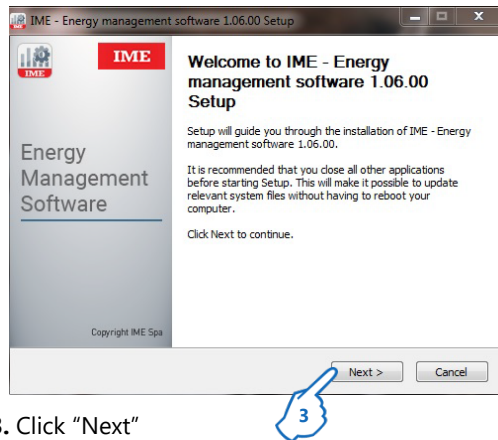 IME - Energy management software 1.06.00 Setup
IME
IME
Energy
Management
Software
Copyright IME Spa
Welcome to IME - Energy
management software 1.06.00
Setup
Setup will guide you through the installation of IME - Energy
management software 1.06.00.
It is recommended that you close all other applications
before starting Setup. This will make it possible to update
relevant system files without having to reboot your
computer.
Click Next to continue.
Next >
Cancel
3
3. Click “Next”